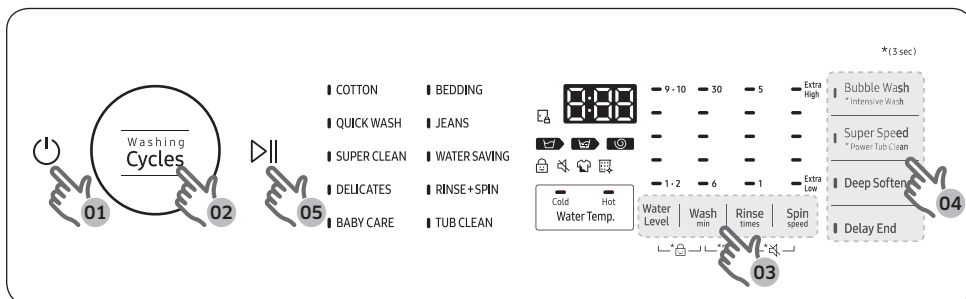 *(3 sec)
Washing
Cycles
COTTON
QUICK WASH
SUPER CLEAN
DELICATES
BABY CARE
BEDDING
JEANS
WATER SAVING
RINSE+SPIN
TUB CLEAN
8:88
Cold Hot
Water Temp.
9·10 30 5 Extra High
1·2 6 1 Extra Low
Water Level
Wash min
Rinse times
Spin speed
* * *
Bubble Wash
*Intensive Wash
Super Speed
*Power Tub Clean
Deep Soften
Delay End
01
02
05
03
04